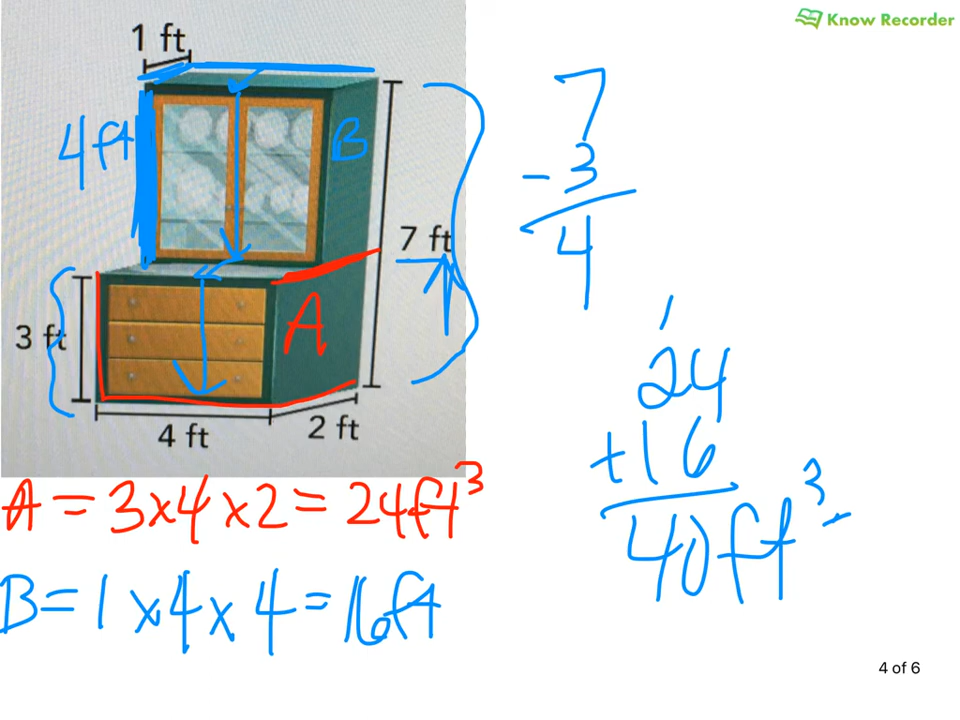 Know Recorder
1 ft
4ft
B
7 ft
A
3 ft
4 ft
2 ft
7
- 3
4
1
24
+16
40ft³
A = 3x4x2 = 24ft³
B = 1x4x4 = 16ft
4 of 6